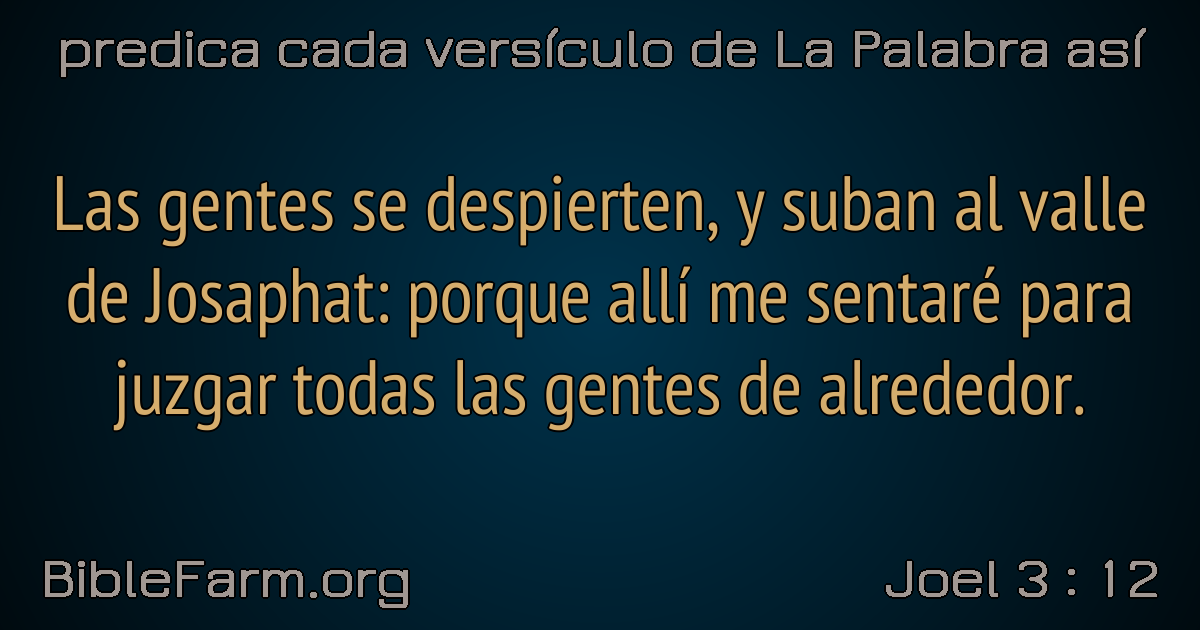 predica cada versículo de La Palabra así
Las gentes se despierten, y suban al valle
de Josaphat: porque allí me sentaré para
juzgar todas las gentes de alrededor.
BibleFarm.org
Joel 3 : 12